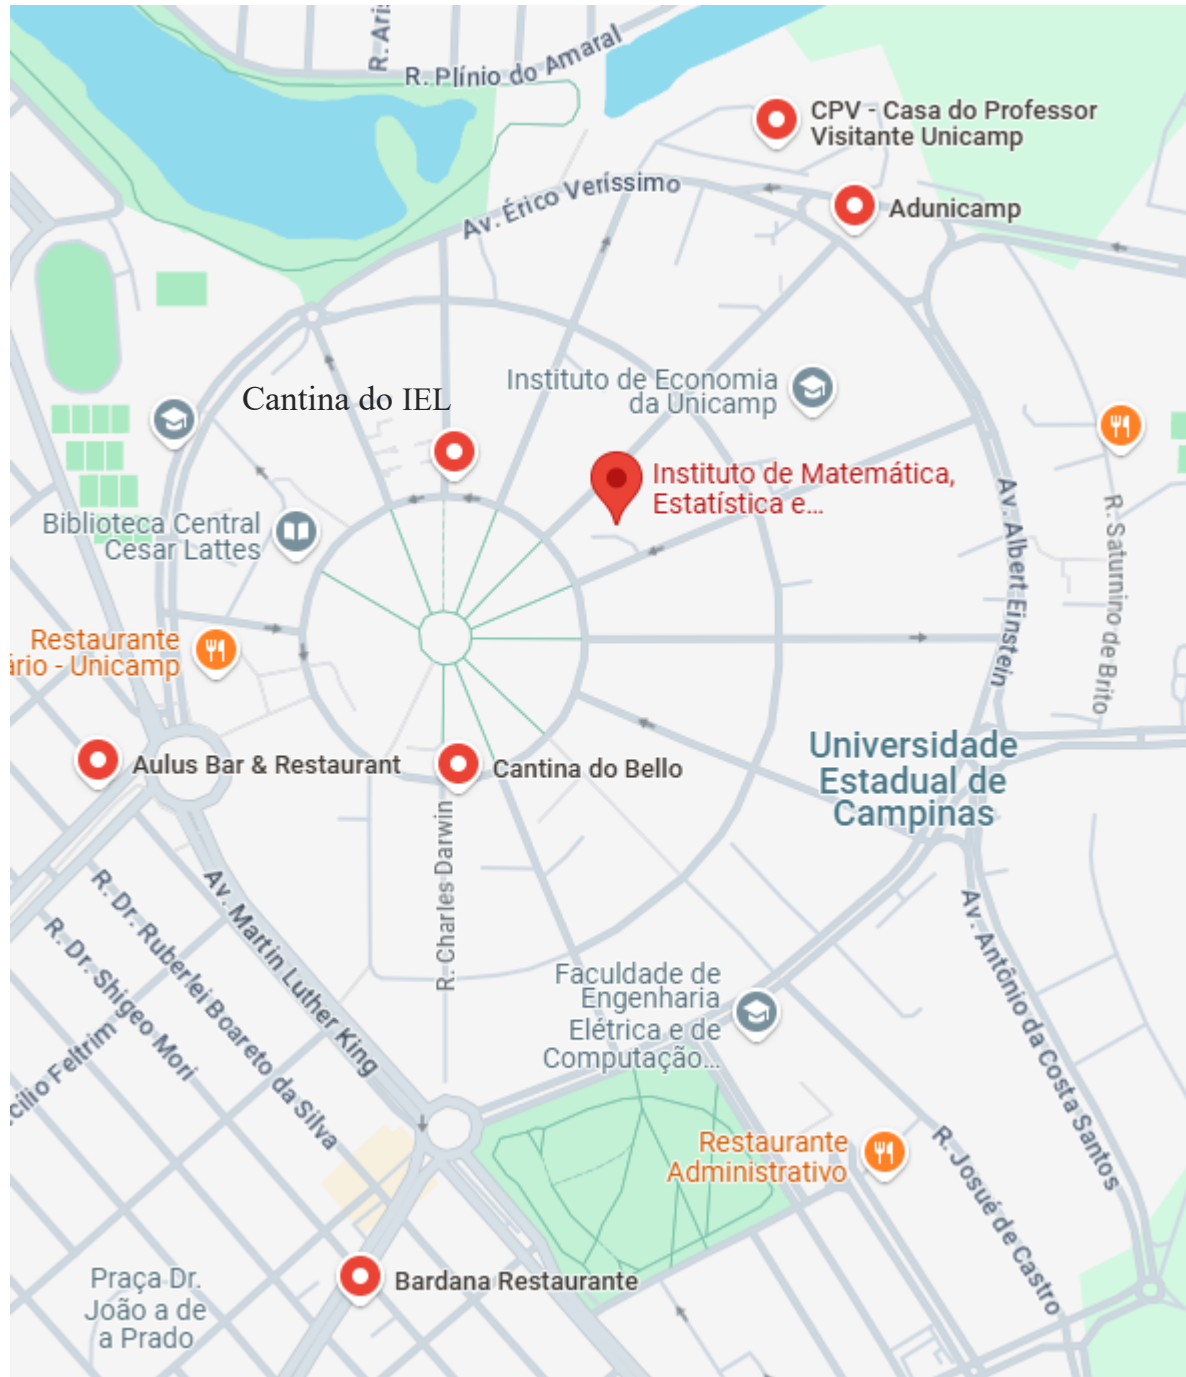 R. Aris
R. Plínio do Amaral
CPV - Casa do Professor
Visitante Unicamp
Av. Érico Veríssimo
Adunicamp
Instituto de Economia
da Unicamp
Cantina do IEL
Instituto de Matemática,
Estatística e...
Av. Albert Einstein
R. Saturnino de Brito
Biblioteca Central
Cesar Lattes
Restaurante
ário - Unicamp
Aulus Bar & Restaurant
Cantina do Bello
Universidade
Estadual de
Campinas
R. Charles Darwin
Av. Martin Luther King
R. Dr. Ruberlei Boareto da Silva
R. Dr. Shigeo Mori
cílio Feltrim
Av. Antônio da Costa Santos
Faculdade de
Engenharia
Elétrica e de
Computação...
Restaurante
Administrativo
R. Josué de Castro
Bardana Restaurante
Praça Dr.
João a de
a Prado